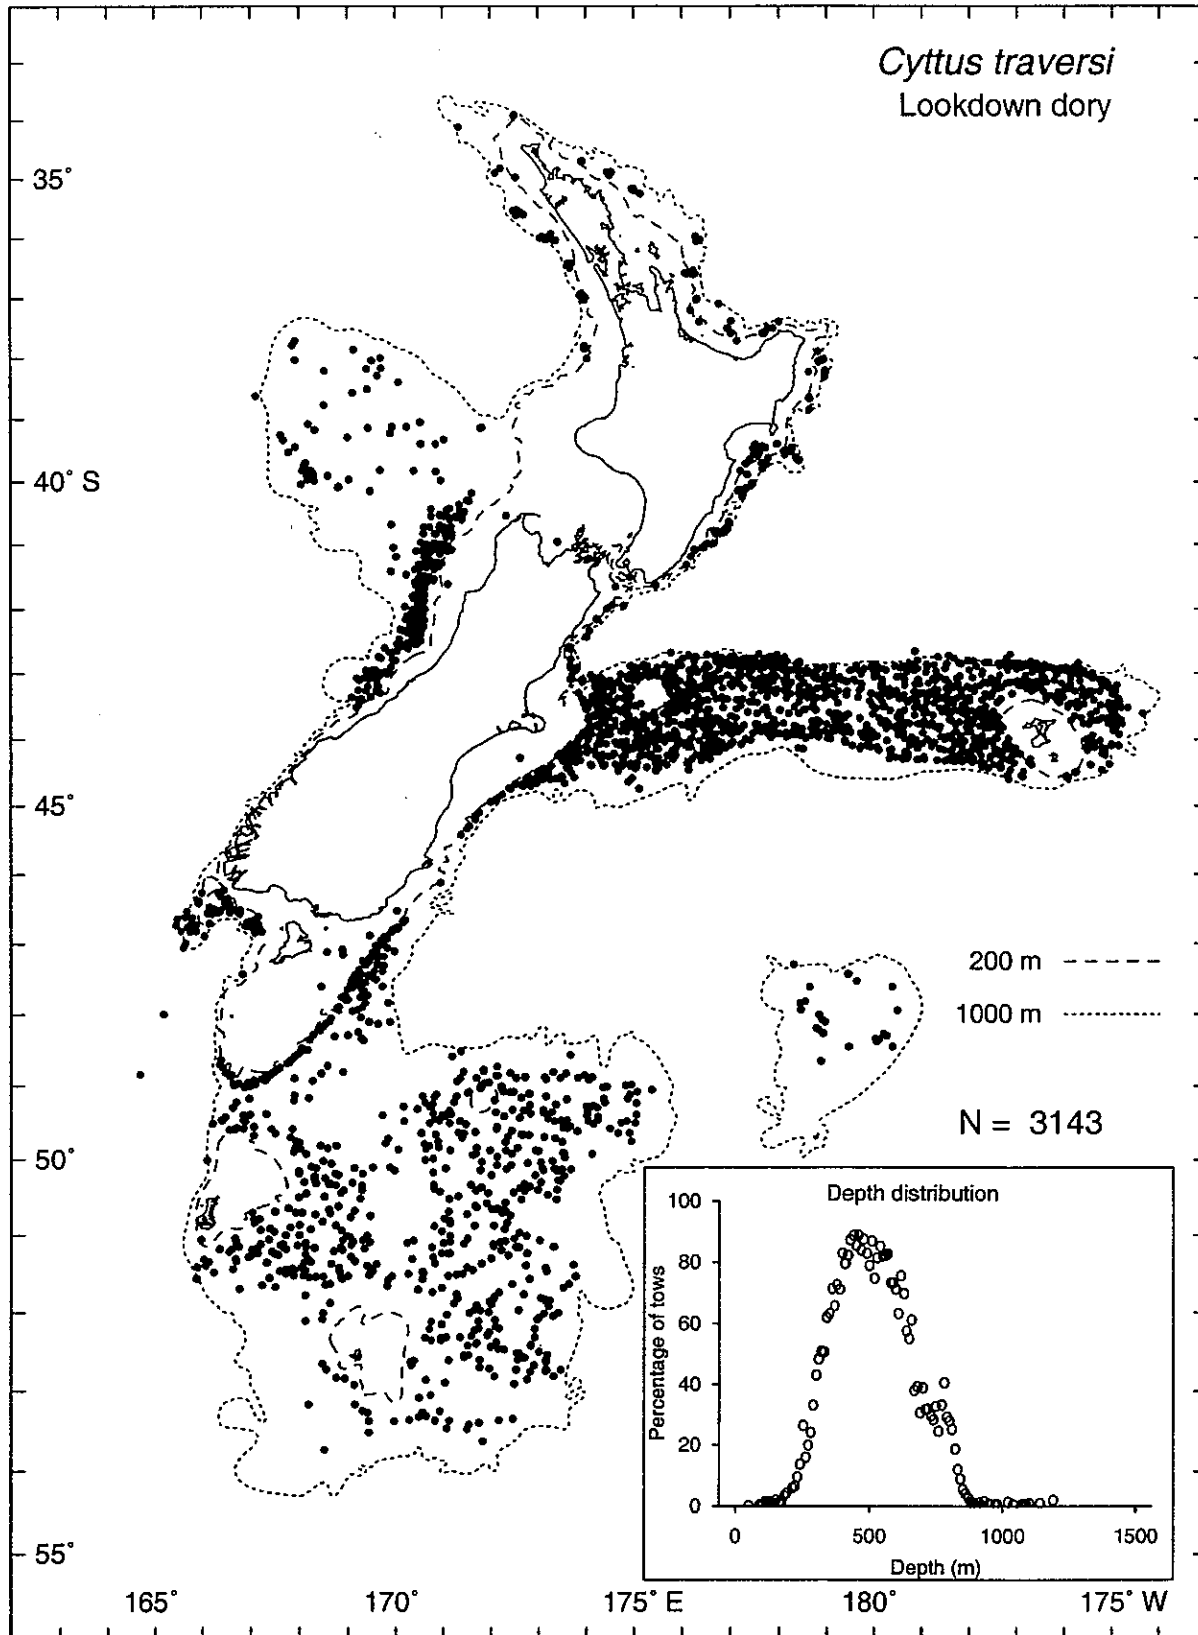 Cyttus traversi
Lookdown dory
35°
40° S
45°
200 m
1000 m
N = 3143
50°
Depth distribution
100
80
60
40
20
0
Percentage of tows
0 500 1000 1500
Depth (m)
55°
165° 170° 175° E 180° 175° W